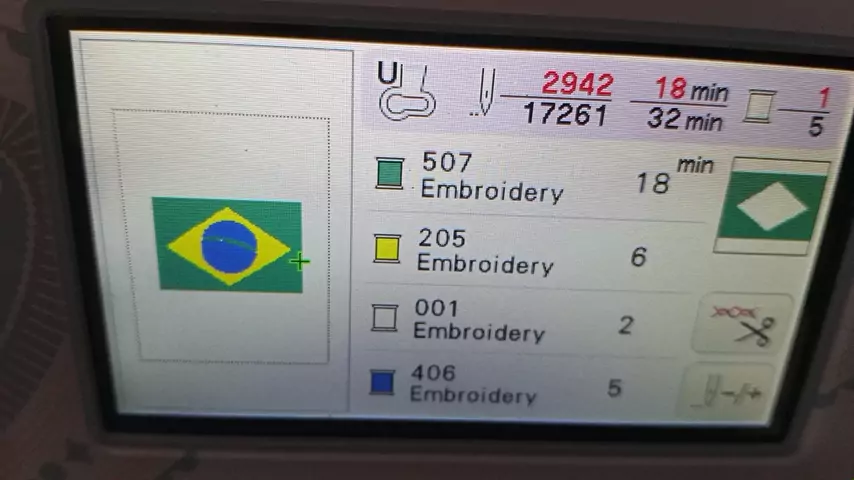 U
2942 18 min 1
17261 32 min 5
507 min
Embroidery 18
205
Embroidery 6
001
Embroidery 2
406
Embroidery 5